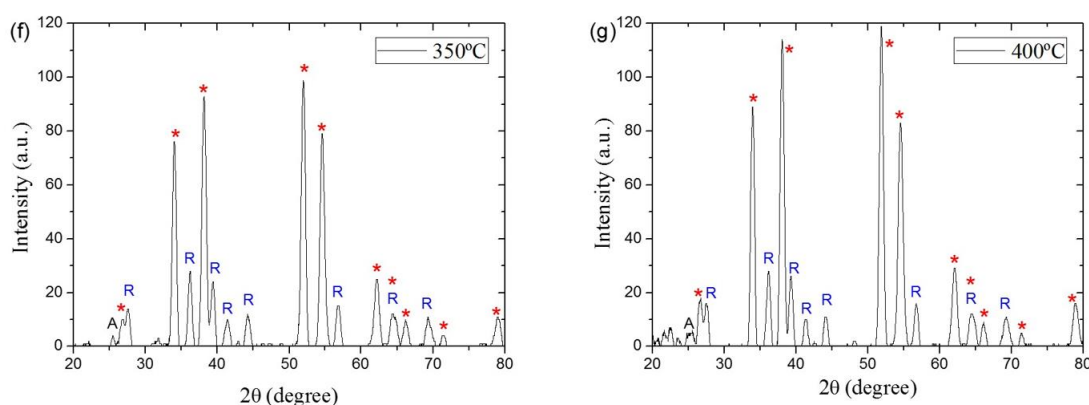 (f)
350ºC
Intensity (a.u.)
120
100
80
60
40
20
0
* * * * * * * * * *
A R R R R R R R R
20 30 40 50 60 70 80
2θ (degree)
(g)
400ºC
Intensity (a.u.)
120
100
80
60
40
20
0
* * * * * * * * * *
A R R R R R R R R
20 30 40 50 60 70 80
2θ (degree)